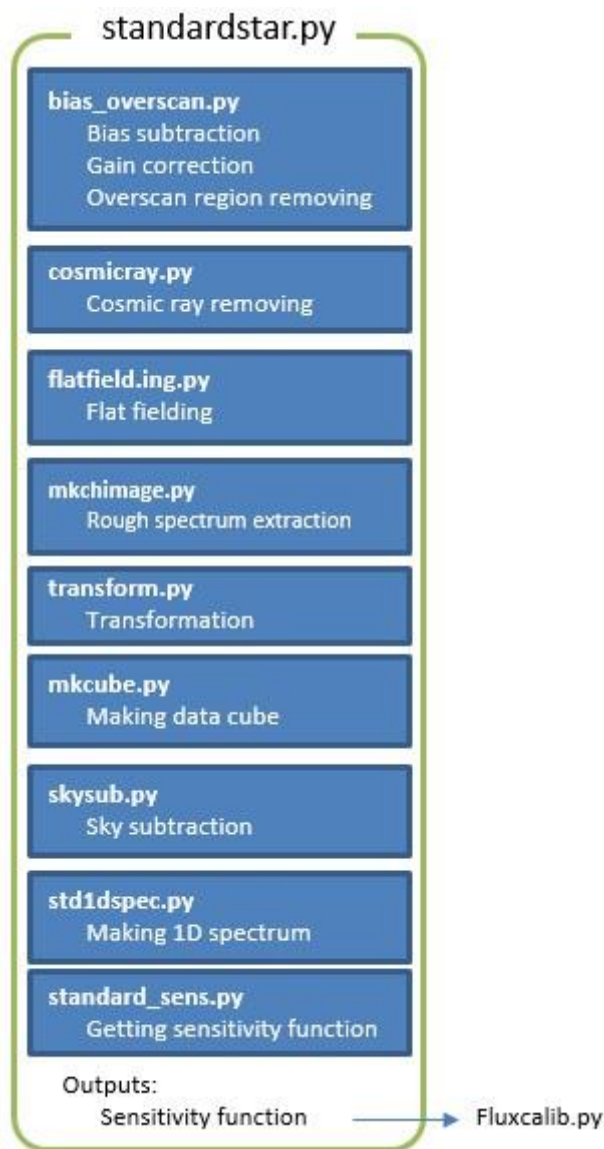 standardstar.py
bias_overscan.py
Bias subtraction
Gain correction
Overscan region removing
cosmicray.py
Cosmic ray removing
flatfield.ing.py
Flat fielding
mkchimage.py
Rough spectrum extraction
transform.py
Transformation
mkcube.py
Making data cube
skysub.py
Sky subtraction
std1dspec.py
Making 1D spectrum
standard_sens.py
Getting sensitivity function
Outputs:
Sensitivity function
Fluxcalib.py